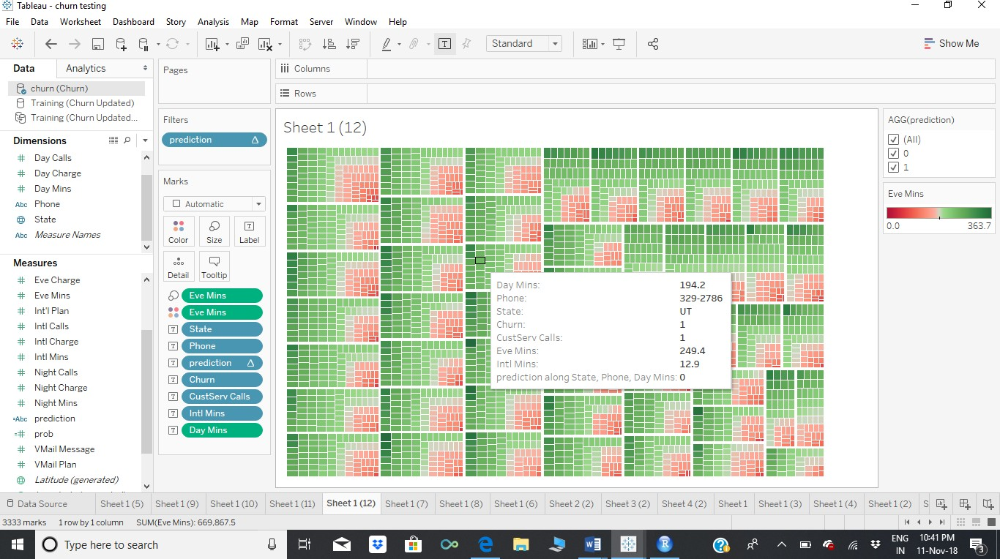 Tableau - churn testing
File Data Worksheet Dashboard Story Analysis Map Format Server Window Help
Standard
Show Me
Data Analytics
churn (Churn)
Training (Churn Updated)
Training (Churn Updated...
Dimensions
Day Calls
Day Charge
Day Mins
Abc Phone
State
Abc Measure Names
Measures
Eve Charge
Eve Mins
Int'l Plan
Intl Calls
Intl Charge
Intl Mins
Night Calls
Night Charge
Night Mins
=Abc prediction
prob
VMail Message
VMail Plan
Latitude (generated)
Pages
Filters
prediction
Marks
Automatic
Color Size Label
Detail Tooltip
Eve Mins
Eve Mins
State
Phone
prediction
Churn
CustServ Calls
Intl Mins
Day Mins
Columns
Rows
Sheet 1 (12)
Day Mins: 194.2
Phone: 329-2786
State: UT
Churn: 1
CustServ Calls: 1
Eve Mins: 249.4
Intl Mins: 12.9
prediction along State, Phone, Day Mins: 0
AGG(prediction)
(All)
0
1
Eve Mins
0.0 363.7
Data Source Sheet 1 (5) Sheet 1 (9) Sheet 1 (10) Sheet 1 (11) Sheet 1 (12) Sheet 1 (7) Sheet 1 (8) Sheet 1 (6) Sheet 2 (2) Sheet 3 (2) Sheet 4 (2) Sheet 1 Sheet 1 (3) Sheet 1 (4) Sheet 1 (2) S
3333 marks 1 row by 1 column SUM(Eve Mins): 669,867.5
Type here to search
ENG
IN
10:41 PM
11-Nov-18
3